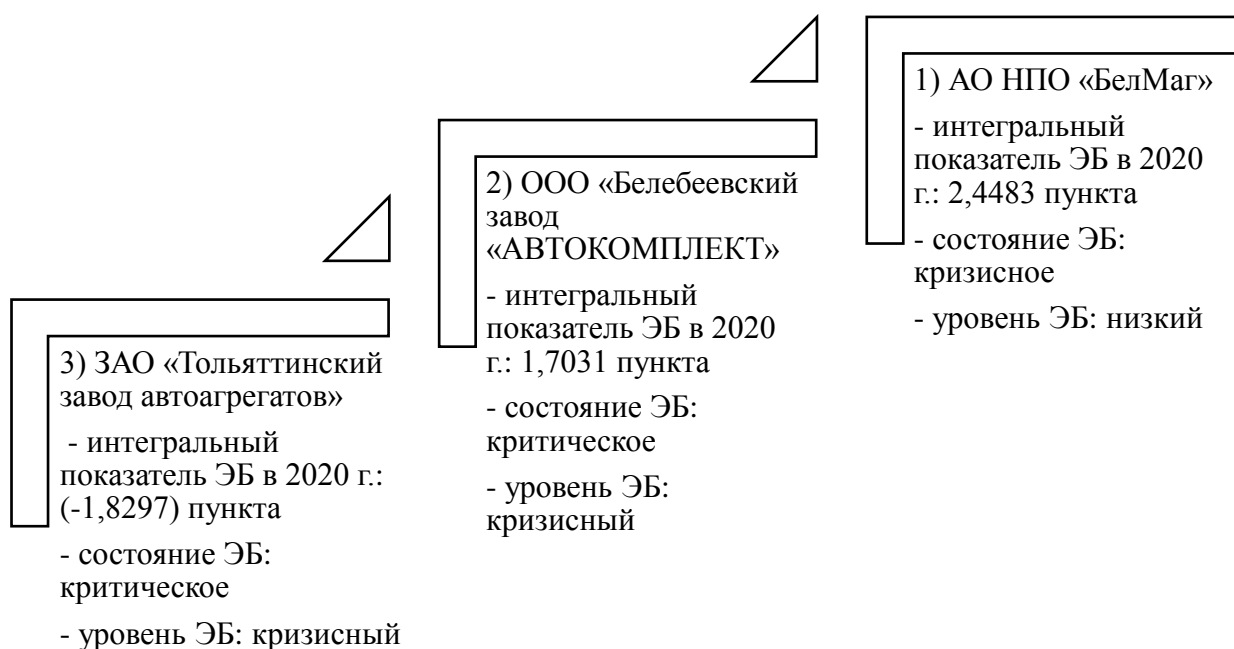 1) АО НПО «БелМаг»
- интегральный
показатель ЭБ в 2020
г.: 2,4483 пункта
- состояние ЭБ:
кризисное
- уровень ЭБ: низкий
2) ООО «Белебеевский
завод
«АВТОКОМПЛЕКТ»
- интегральный
показатель ЭБ в 2020
г.: 1,7031 пункта
- состояние ЭБ:
критическое
- уровень ЭБ:
кризисный
3) ЗАО «Тольяттинский
завод автоагрегатов»
- интегральный
показатель ЭБ в 2020 г.:
(-1,8297) пункта
- состояние ЭБ:
критическое
- уровень ЭБ: кризисный